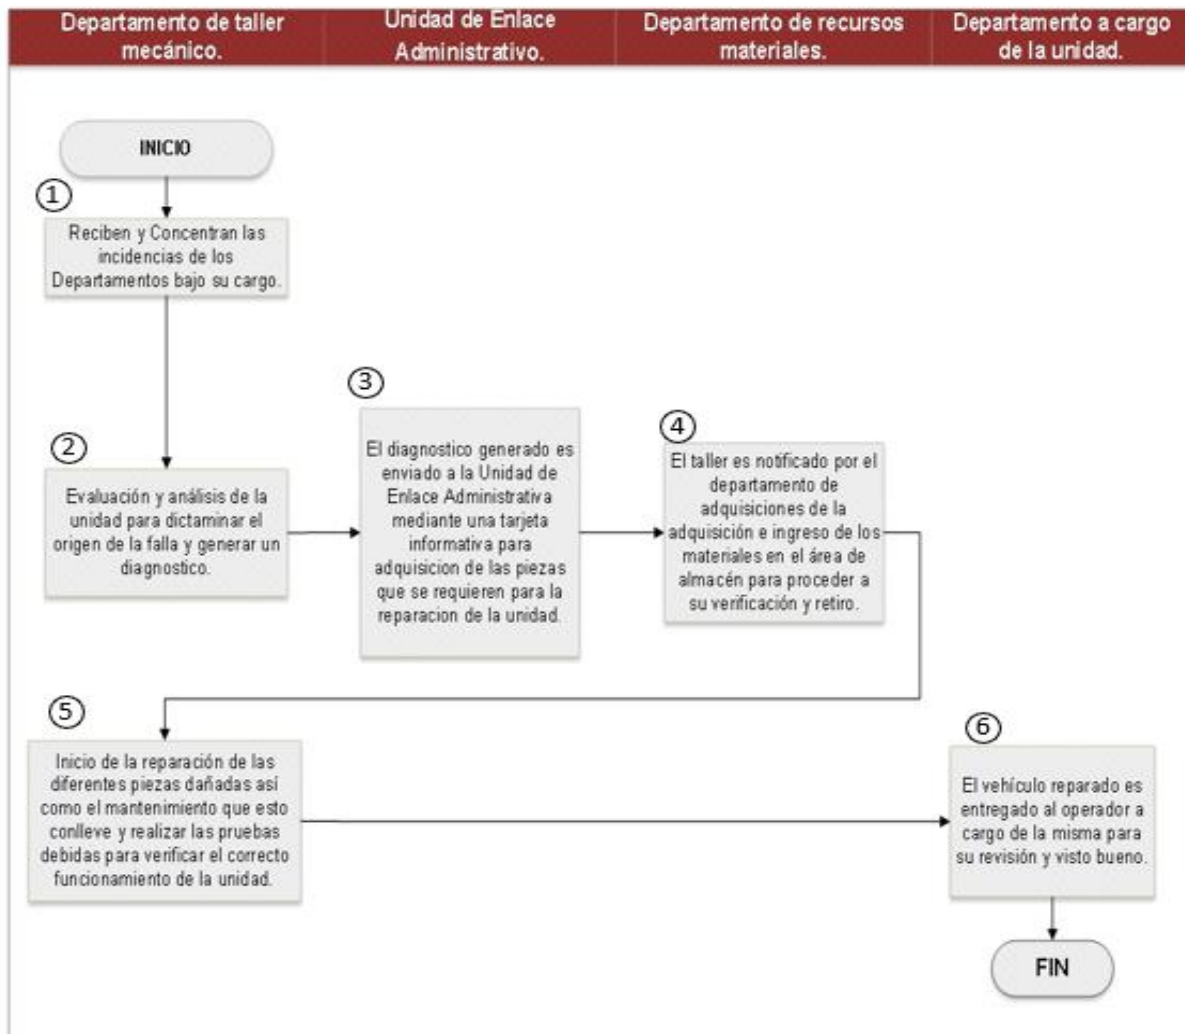 Departamento de taller
mecánico.
Unidad de Enlace
Administrativo.
Departamento de recursos
materiales.
Departamento a cargo
de la unidad.
INICIO
1
Reciben y Concentran las
incidencias de los
Departamentos bajo su cargo.
2
Evaluación y análisis de la
unidad para dictaminar el
origen de la falla y generar un
diagnostico.
3
El diagnostico generado es
enviado a la Unidad de
Enlace Administrativa
mediante una tarjeta
informativa para
adquisicion de las piezas
que se requieren para la
reparacion de la unidad.
4
El taller es notificado por el
departamento de
adquisiciones de la
adquisición e ingreso de los
materiales en el área de
almacén para proceder a
su verificación y retiro.
5
Inicio de la reparación de las
diferentes piezas dañadas así
como el mantenimiento que esto
conlleve y realizar las pruebas
debidas para verificar el correcto
funcionamiento de la unidad.
6
El vehículo reparado es
entregado al operador a
cargo de la misma para
su revisión y visto bueno.
FIN